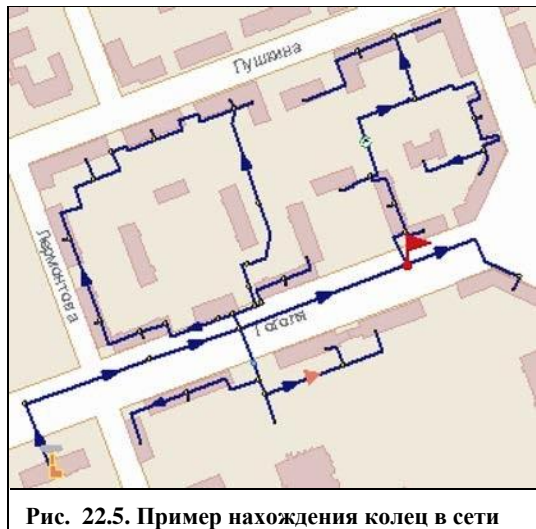 Пушкина
Лермонтова
Гоголя
Рис. 22.5. Пример нахождения колец в сети